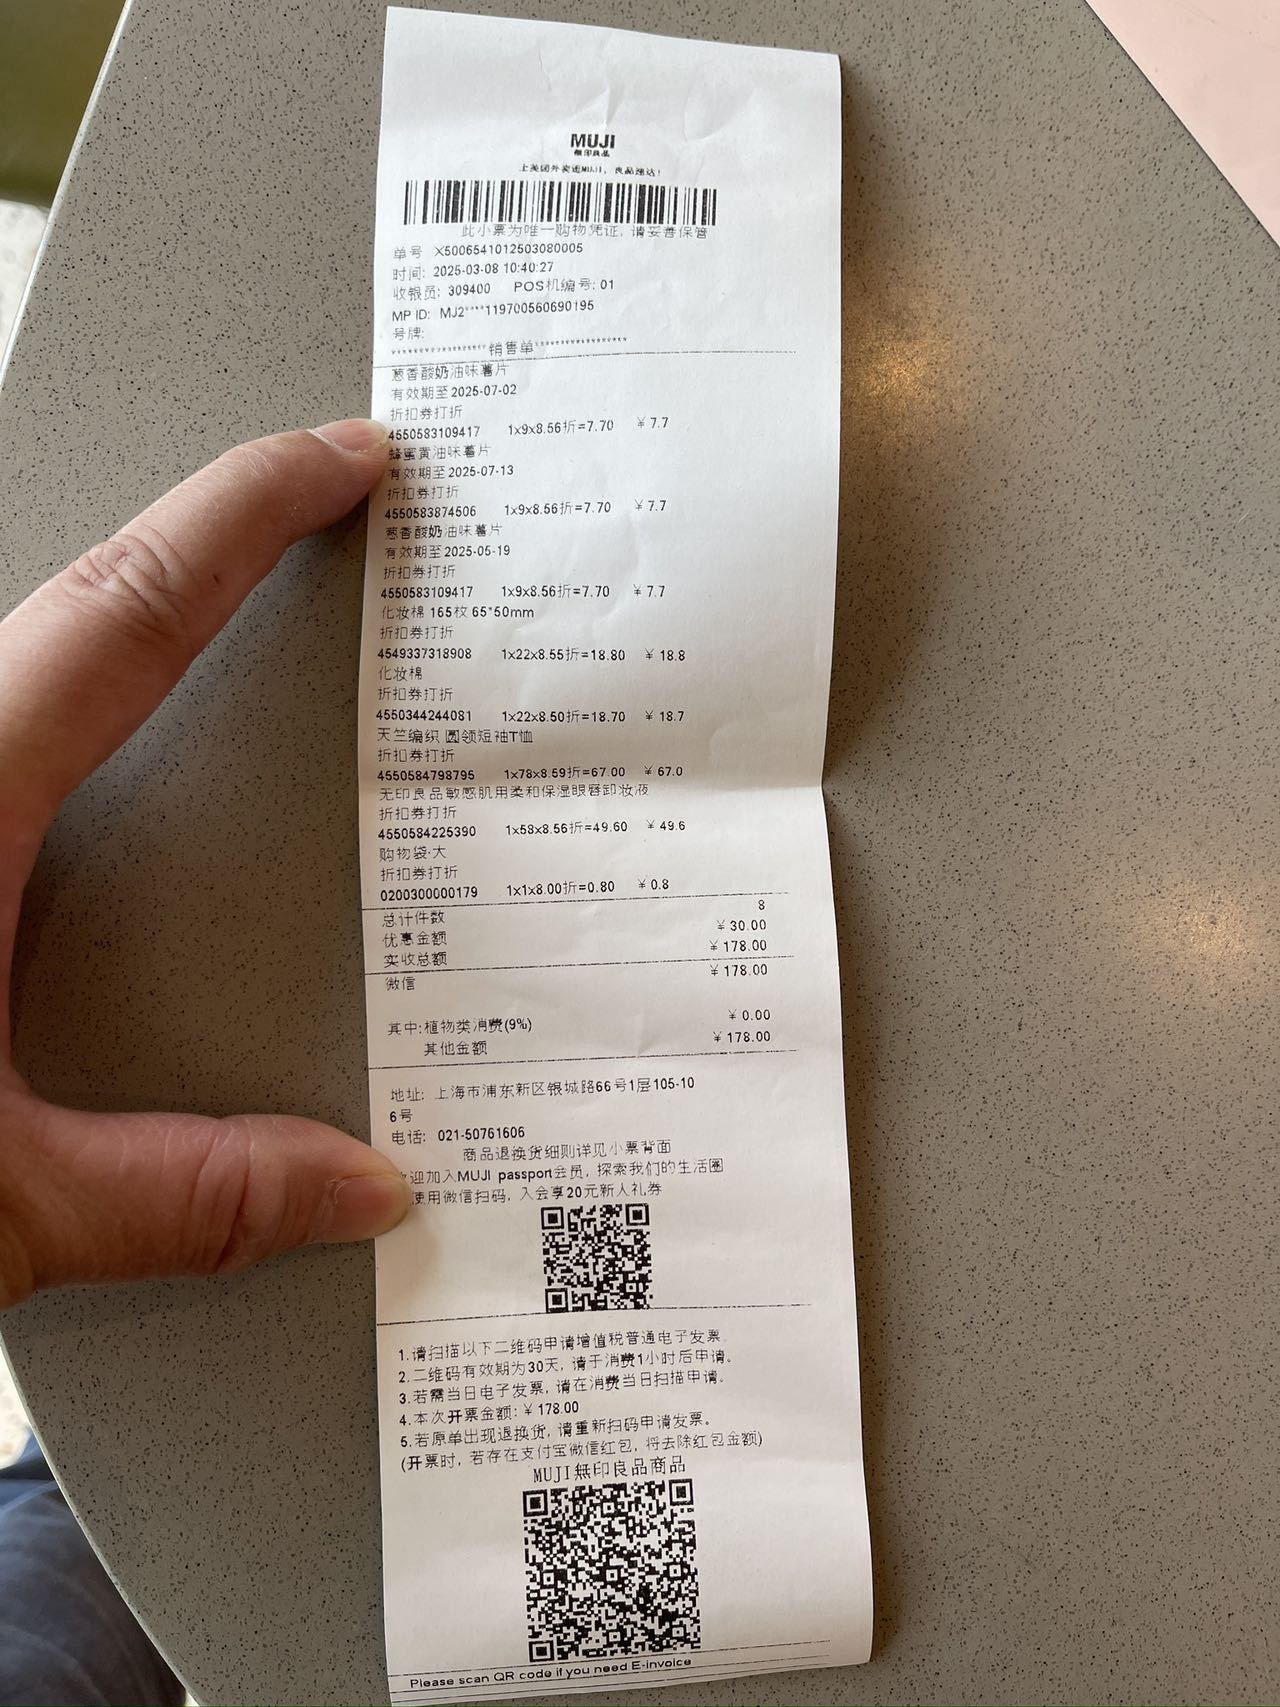 MUJI
無印良品
上美团外卖逛MUJI，良品速达！
此小票为唯一购物凭证，请妥善保管
单号 X5006541012503080005
时间: 2025-03-08 10:40:27
收银员: 309400 POS机编号: 01
MP ID: MJ2****119700560690195
号牌:
******************销售单******************
葱香酸奶油味薯片
有效期至2025-07-02
折扣券打折
4550583109417 1x9x8.56折=7.70 ¥7.7
蜂蜜黄油味薯片
有效期至2025-07-13
折扣券打折
4550583874506 1x9x8.56折=7.70 ¥7.7
葱香酸奶油味薯片
有效期至2025-05-19
折扣券打折
4550583109417 1x9x8.56折=7.70 ¥7.7
化妆棉 165枚 65*50mm
折扣券打折
4549337318908 1x22x8.55折=18.80 ¥18.8
化妆棉
折扣券打折
4550344244081 1x22x8.50折=18.70 ¥18.7
天竺编织 圆领短袖T恤
折扣券打折
4550584798795 1x78x8.59折=67.00 ¥67.0
无印良品敏感肌用柔和保湿眼唇卸妆液
折扣券打折
4550584225390 1x58x8.56折=49.60 ¥49.6
购物袋·大
折扣券打折
0200300000179 1x1x8.00折=0.80 ¥0.8
总计件数 8
优惠金额 ¥30.00
实收总额 ¥178.00
微信 ¥178.00
其中:植物类消费(9%) ¥0.00
其他金额 ¥178.00
地址: 上海市浦东新区银城路66号1层105-10
6号
电话: 021-50761606
商品退换货细则详见小票背面
迎加入MUJI passport会员, 探索我们的生活圈
使用微信扫码, 入会享20元新人礼券
1.请扫描以下二维码申请增值税普通电子发票
2.二维码有效期为30天, 请于消费1小时后申请。
3.若需当日电子发票, 请在消费当日扫描申请。
4.本次开票金额: ¥178.00
5.若原单出现退换货, 请重新扫码申请发票。
(开票时, 若存在支付宝微信红包, 将去除红包金额)
MUJI無印良品商品
Please scan QR code if you need E-invoice